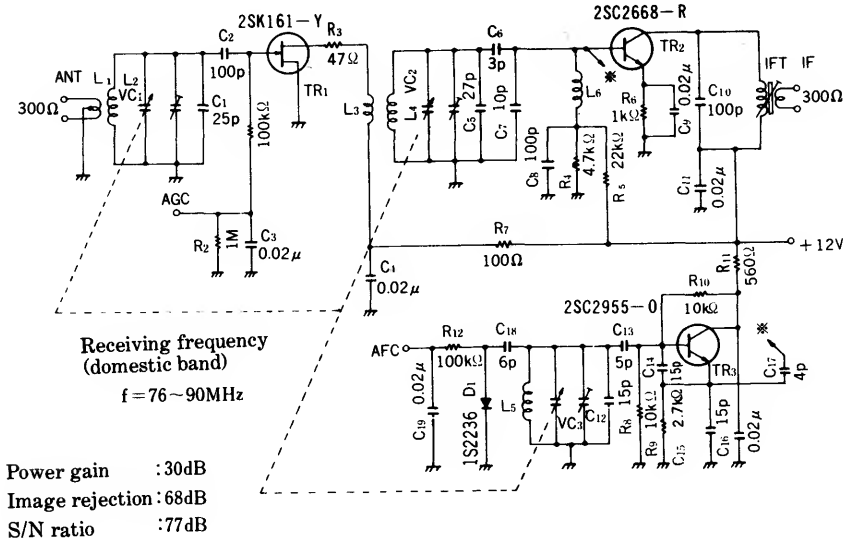 2SK161-Y
2SC2668-R
ANT
300Ω
L1
L2
VC1
C1
25p
C2
100p
100kΩ
TR1
R3
47Ω
L3
AGC
R2
1M
C3
0.02μ
VC2
L4
C5
27p
C7
10p
C6
3p
L6
※
TR2
R6
1kΩ
C9
0.02μ
C10
100p
IFT
IF
300Ω
C8
100p
R4
4.7kΩ
R5
22kΩ
C11
0.02μ
R7
100Ω
+12V
C4
0.02μ
R11
560Ω
R10
10kΩ
2SC2955-O
Receiving frequency
(domestic band)
f=76~90MHz
AFC
R12
100kΩ
C18
6p
C13
5p
C19
0.02μ
D1
1S2236
L5
VC3
C12
15p
R8
10kΩ
R9
2.7kΩ
C14
15p
C15
TR3
※
C17
4p
C16
15p
0.02μ
Power gain :30dB
Image rejection:68dB
S/N ratio :77dB